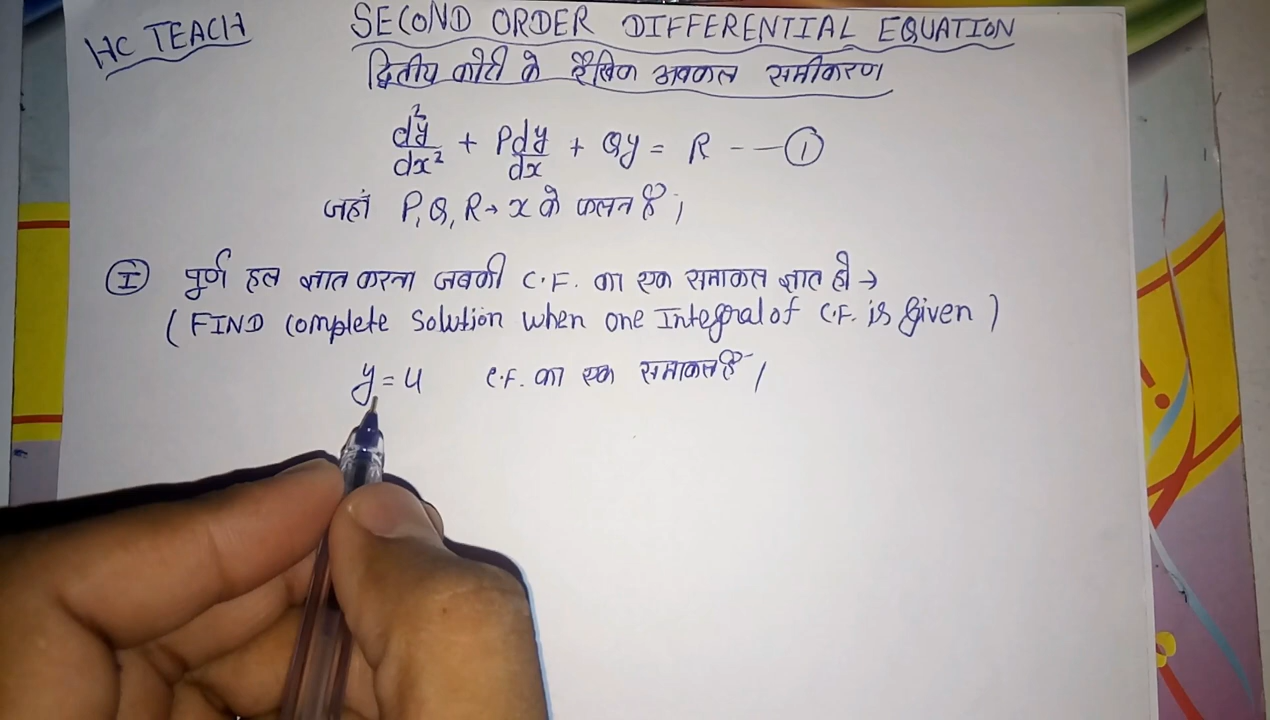 HC TEACH
SECOND ORDER DIFFERENTIAL EQUATION
द्वितीय कोटी के रैखिक अवकल समीकरण
d²y/dx² + Pdy/dx + Qy = R --- ①
जहाँ P, Q, R → x के फलन है ,
Ⓘ पुर्ण हल ज्ञात करना जबकी C.F. का एक समाकल ज्ञात हो →
( FIND Complete Solution when one Integral of C.F. is Given )
y = u C.F. का एक समाकल है ।